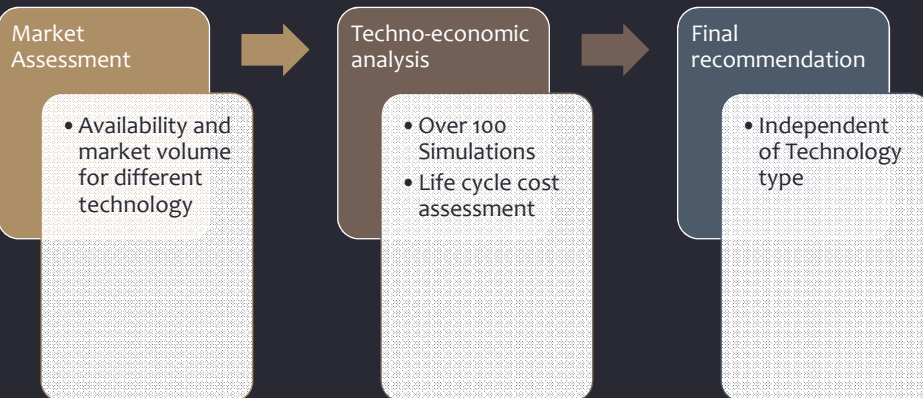 Market
Assessment
• Availability and
market volume
for different
technology
Techno-economic
analysis
• Over 100
Simulations
• Life cycle cost
assessment
Final
recommendation
• Independent
of Technology
type